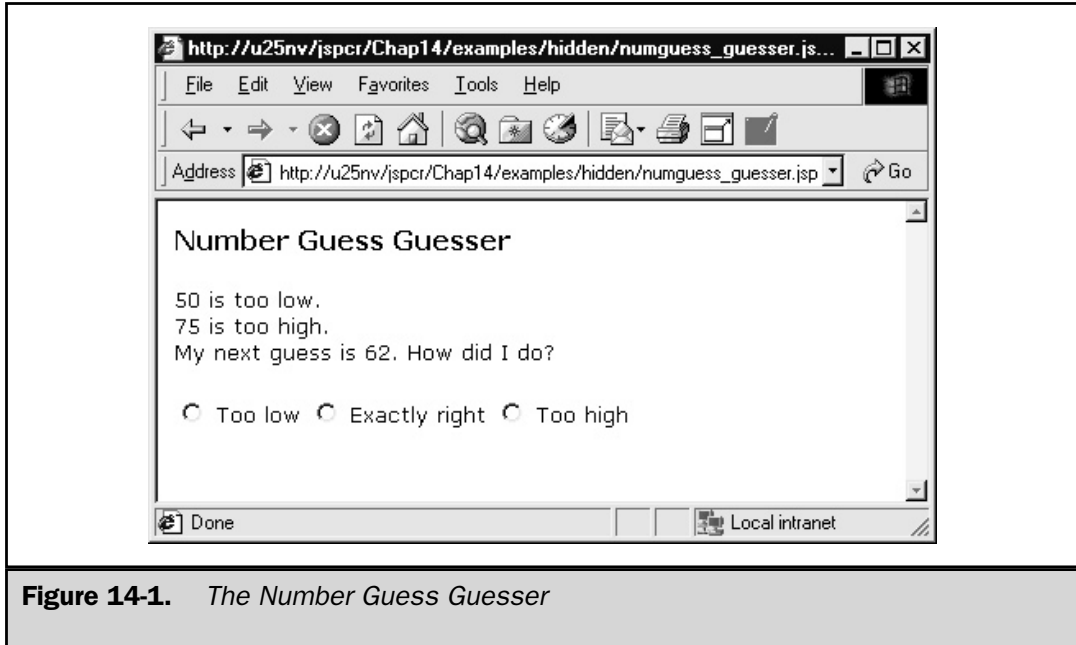 http://u25nv/jspcr/Chap14/examples/hidden/numguess_guesser.js...
File Edit View Favorites Tools Help
Address http://u25nv/jspcr/Chap14/examples/hidden/numguess_guesser.jsp Go
Number Guess Guesser
50 is too low.
75 is too high.
My next guess is 62. How did I do?
Too low Exactly right Too high
Done Local intranet
Figure 14-1. The Number Guess Guesser